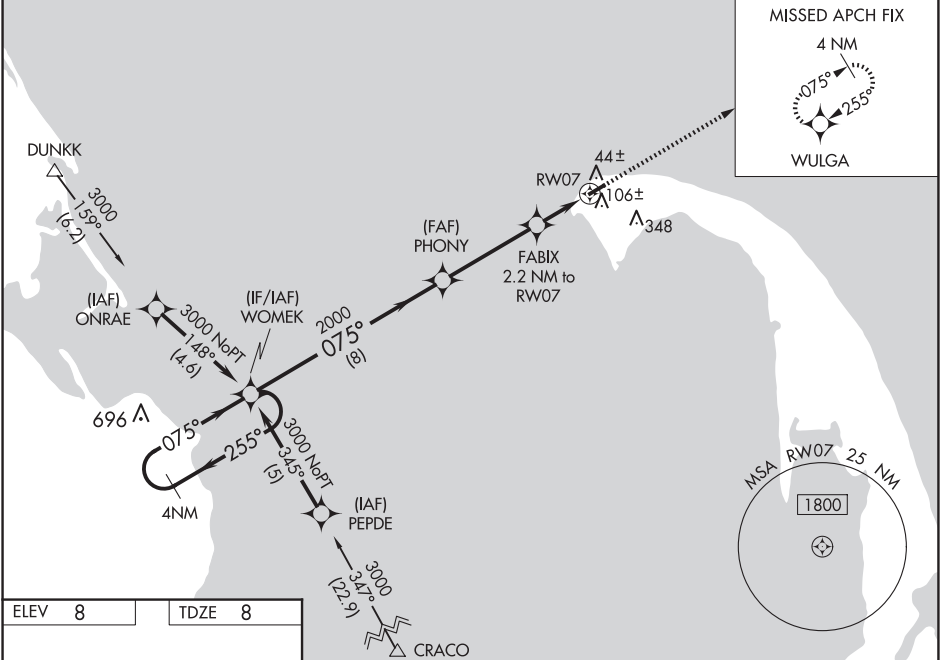 MISSED APCH FIX
4 NM
075°
255°
WULGA
DUNKK
3000
159°
(6.2)
(IAF)
ONRAE
3000 NoPT
148°
(4.6)
(IF/IAF)
WOMEK
2000
075°
(8)
(FAF)
PHONY
FABIX
2.2 NM to
RW07
RW07
44±
106±
348
696
075°
255°
4NM
3000 NoPT
345°
(5)
(IAF)
PEPDE
3000
347°
(22.9)
CRACO
MSA RW07 25 NM
1800
ELEV 8
TDZE 8